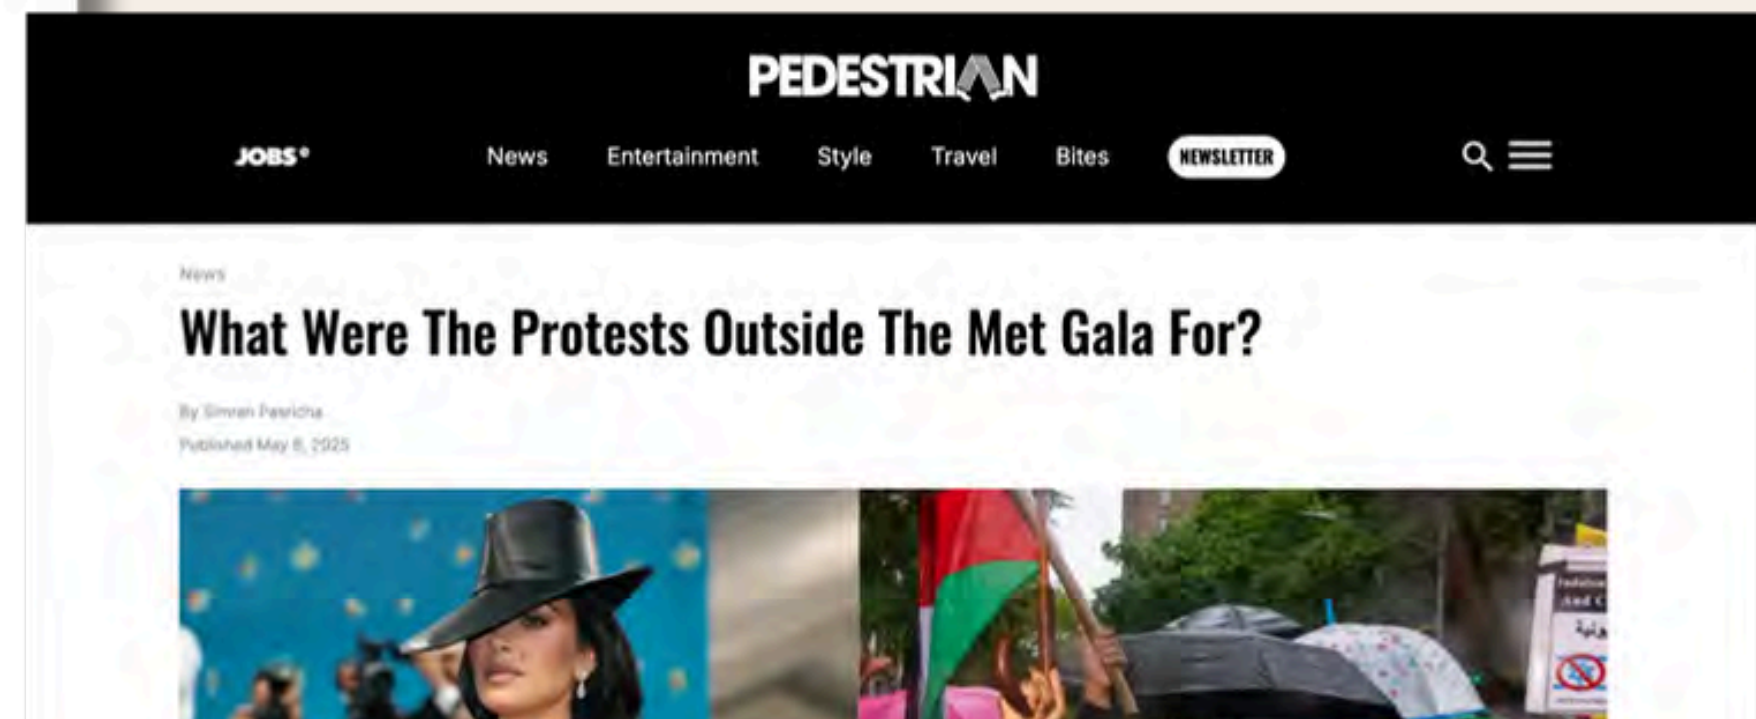 PEDESTRIAN
JOBS
News Entertainment Style Travel Bites NEWSLETTER
News
What Were The Protests Outside The Met Gala For?
By Simran Pasricha
Published May 6, 2025
And C